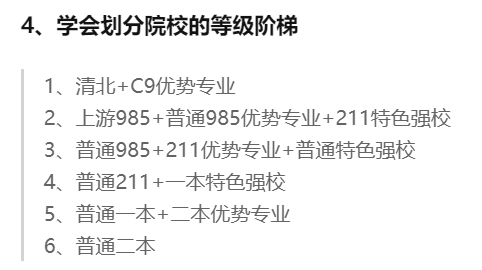 4、学会划分院校的等级阶梯
1、清北+C9优势专业
2、上游985+普通985优势专业+211特色强校
3、普通985+211优势专业+普通特色强校
4、普通211+一本特色强校
5、普通一本+二本优势专业
6、普通二本